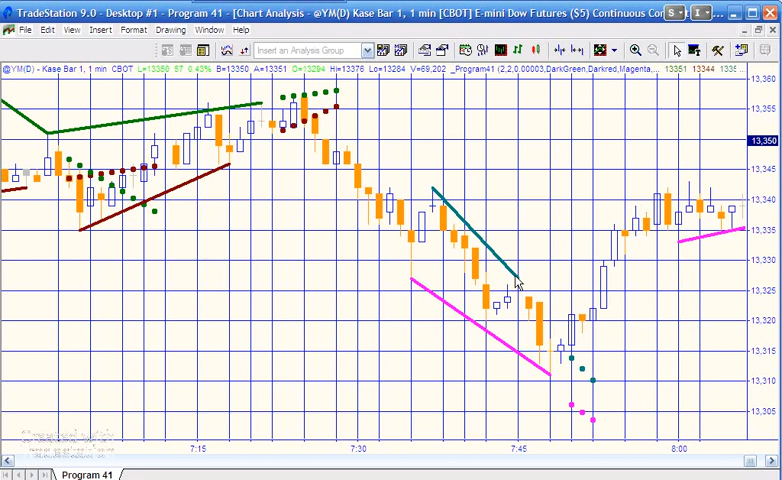 TradeStation 9.0 - Desktop #1 - Program 41 - [Chart Analysis - @YM(D) Kase Bar 1, 1 min [CBOT] E-mini Dow Futures ($5) Continuous Con
S I
File Edit View Insert Format Drawing Window Help
Insert an Analysis Group
@YM(D) - Kase Bar 1, 1 min CBOT L=13350 57 0.43% B=13350 A=13351 O=13294 Hi=13376 Lo=13284 V=69,202 _Program41 (2,2,0.00003,DarkGreen,Darkred,Magenta,... 13351 13344
13,360
13,355
13,350
13,345
13,340
13,335
13,330
13,325
13,320
13,315
13,310
13,305
Created with
7:15 7:30 7:45 8:00
Program 41